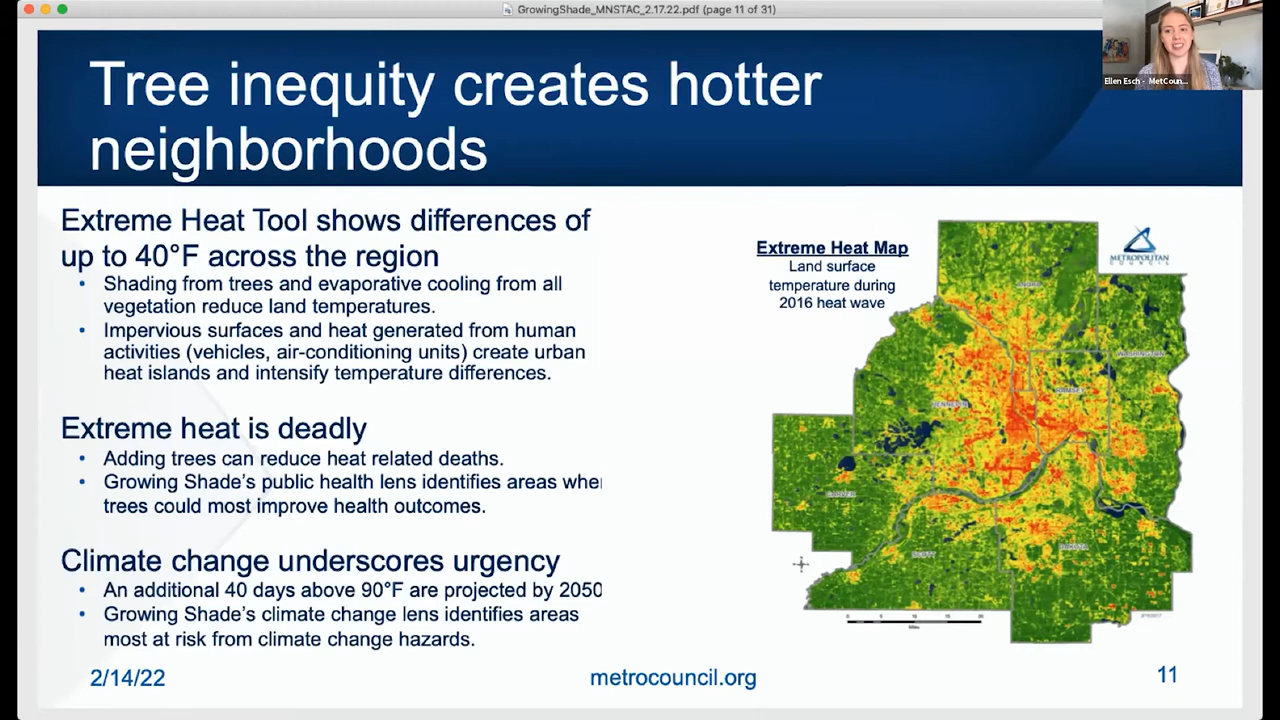 GrowingShade_MNSTAC_2.17.22.pdf (page 11 of 31)
Ellen Esch - MetCoun...
Tree inequity creates hotter
neighborhoods
Extreme Heat Tool shows differences of
up to 40°F across the region
• Shading from trees and evaporative cooling from all
vegetation reduce land temperatures.
• Impervious surfaces and heat generated from human
activities (vehicles, air-conditioning units) create urban
heat islands and intensify temperature differences.
Extreme heat is deadly
• Adding trees can reduce heat related deaths.
• Growing Shade's public health lens identifies areas wher
trees could most improve health outcomes.
Climate change underscores urgency
• An additional 40 days above 90°F are projected by 2050
• Growing Shade's climate change lens identifies areas
most at risk from climate change hazards.
Extreme Heat Map
Land surface
temperature during
2016 heat wave
METROPOLITAN
COUNCIL
ANOKA
WASHINGTON
RAMSEY
HENNEPIN
CARVER
SCOTT
DAKOTA
2/14/22
metrocouncil.org
11